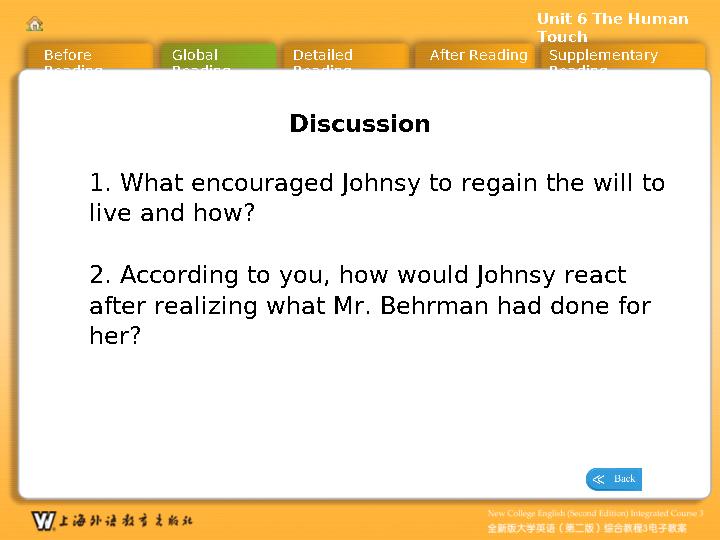 Unit 6 The Human
Touch
Before
Reading
Global
Reading
Detailed
Reading
After Reading
Supplementary
Reading
Discussion
1. What encouraged Johnsy to regain the will to
live and how?
2. According to you, how would Johnsy react
after realizing what Mr. Behrman had done for
her?
Back
上海外语教育出版社
New College English (Second Edition) Integrated Course 3
全新版大学英语（第二版）综合教程3电子教案